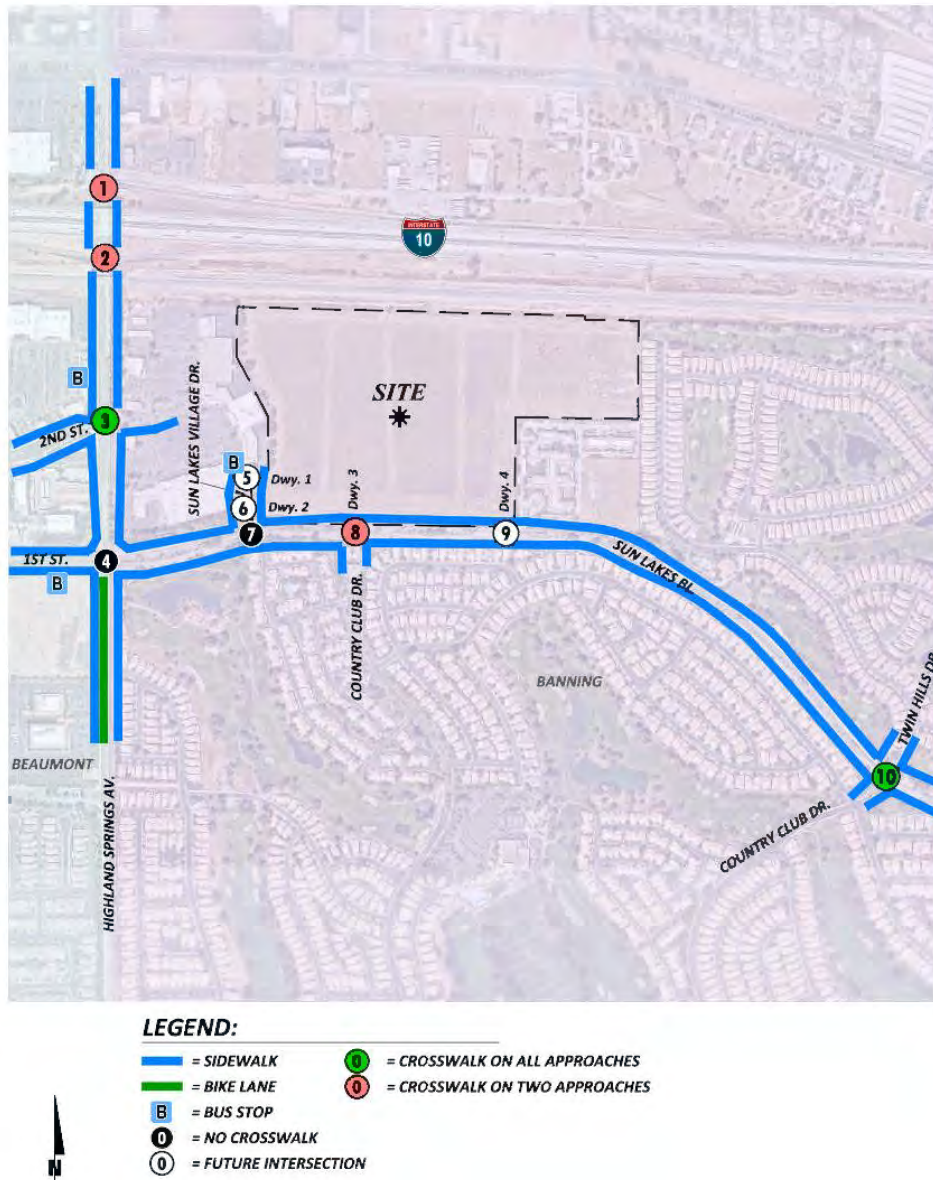 1
2
INTERSTATE
10
B
3
2ND ST.
SUN LAKES VILLAGE DR.
SITE
B
5
Dwy. 1
6
Dwy. 2
7
Dwy. 3
8
Dwy. 4
9
1ST ST.
4
B
COUNTRY CLUB DR.
SUN LAKES BL.
BANNING
TWIN HILLS DR.
10
COUNTRY CLUB DR.
BEAUMONT
HIGHLAND SPRINGS AV.
LEGEND:
= SIDEWALK
= BIKE LANE
B = BUS STOP
0 = NO CROSSWALK
0 = FUTURE INTERSECTION
0 = CROSSWALK ON ALL APPROACHES
0 = CROSSWALK ON TWO APPROACHES
N